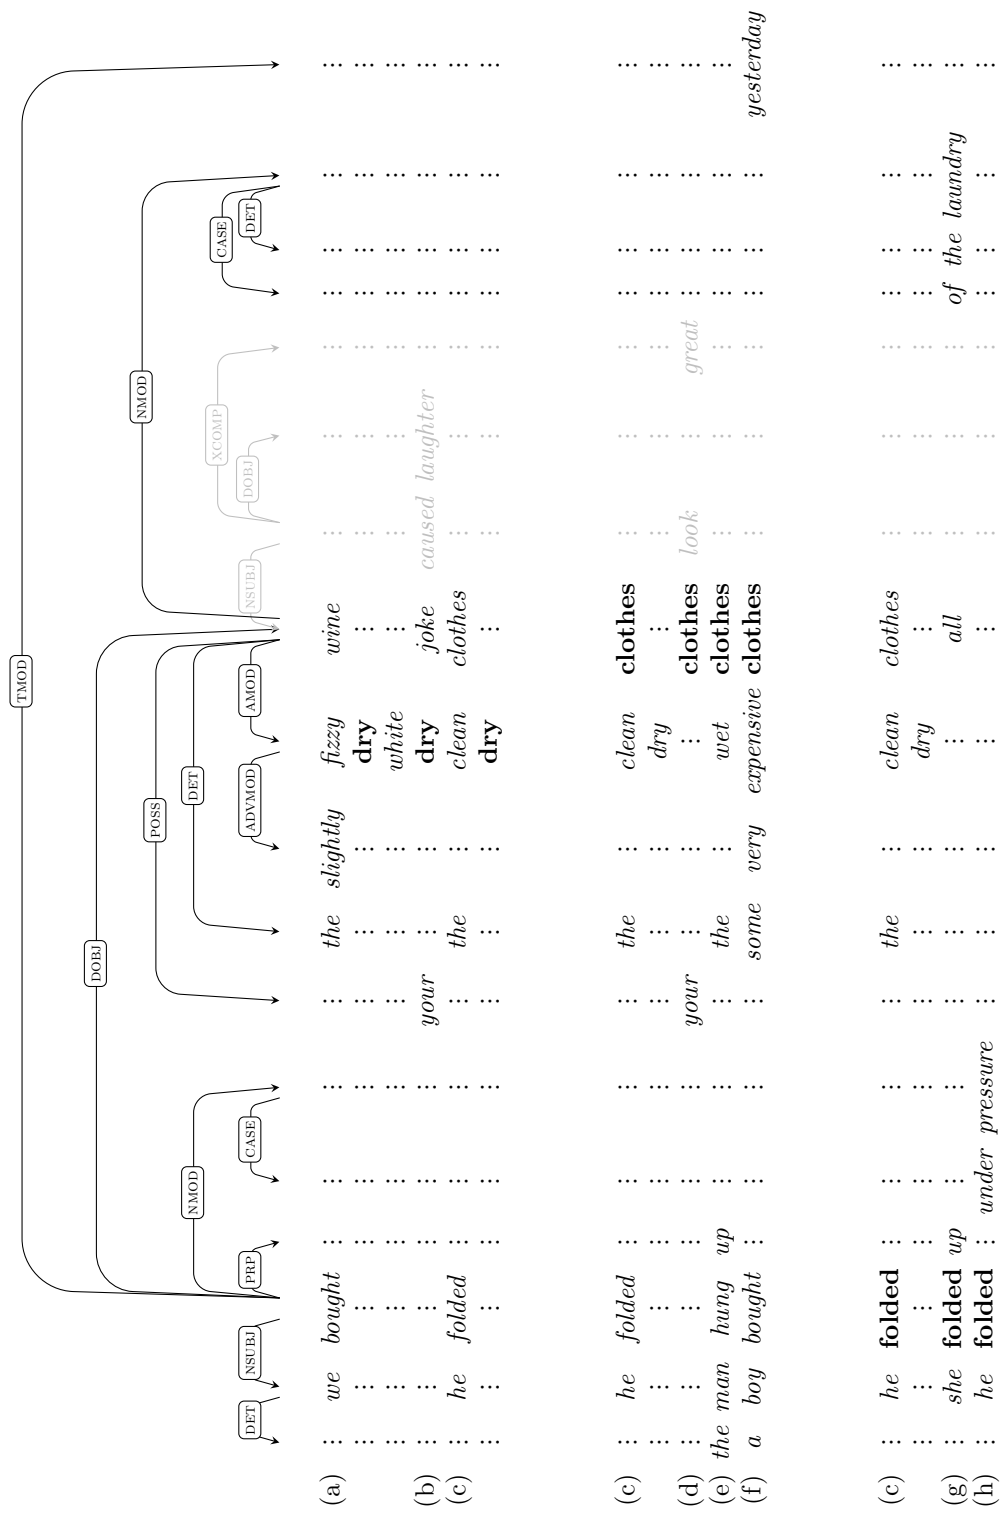 TMOD
DOBJ
NMOD
POSS
NMOD DET
CASE XCOMP
DET NSUBJ PRP CASE ADVMOD AMOD NSUBJ DOBJ DET
(a) ... we bought ... ... ... ... the slightly fizzy wine ... ... ... ... ... ... ...
... ... ... ... ... ... ... ... ... dry ... ... ... ... ... ... ... ...
... ... ... ... ... ... ... ... ... white ... ... ... ... ... ... ... ...
(b) ... ... ... ... ... ... your ... ... dry joke caused laughter ... ... ... ... ...
(c) ... he folded ... ... ... ... the ... clean clothes ... ... ... ... ... ... ...
... ... ... ... ... ... ... ... ... dry ... ... ... ... ... ... ... ...
(c) ... he folded ... ... ... ... the ... clean clothes ... ... ... ... ... ... ...
... ... ... ... ... ... ... ... ... dry ... ... ... ... ... ... ... ...
(d) ... ... ... ... ... ... your ... ... ... clothes look ... great ... ... ... ...
(e) the man hung up ... ... ... the ... wet clothes ... ... ... ... ... ... ...
(f) a boy bought ... ... ... ... some very expensive clothes ... ... ... ... ... ... yesterday
(c) ... he folded ... ... ... ... the ... clean clothes ... ... ... ... ... ... ...
... ... ... ... ... ... ... ... ... dry ... ... ... ... ... ... ... ...
(g) ... she folded up ... ... ... ... ... ... all ... ... ... of the laundry ...
(h) ... he folded ... under pressure ... ... ... ... ... ... ... ... ... ... ... ...